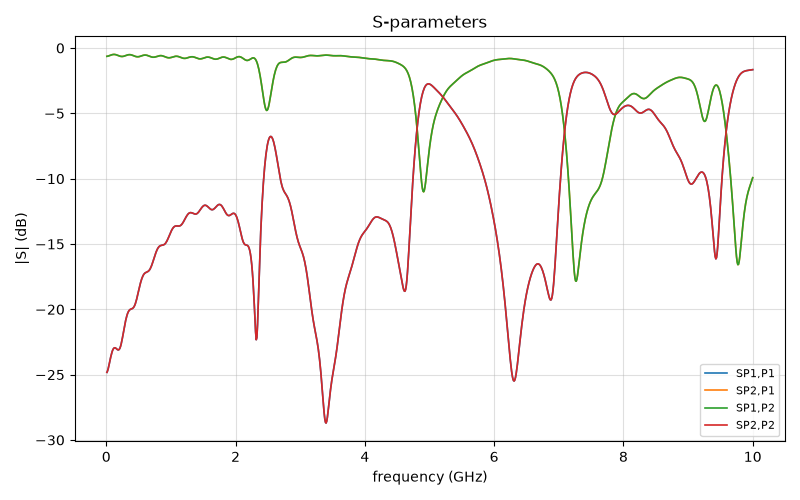 S-parameters
|S| (dB)
0
−5
−10
−15
−20
−25
−30
0 2 4 6 8 10
frequency (GHz)
SP1,P1
SP2,P1
SP1,P2
SP2,P2